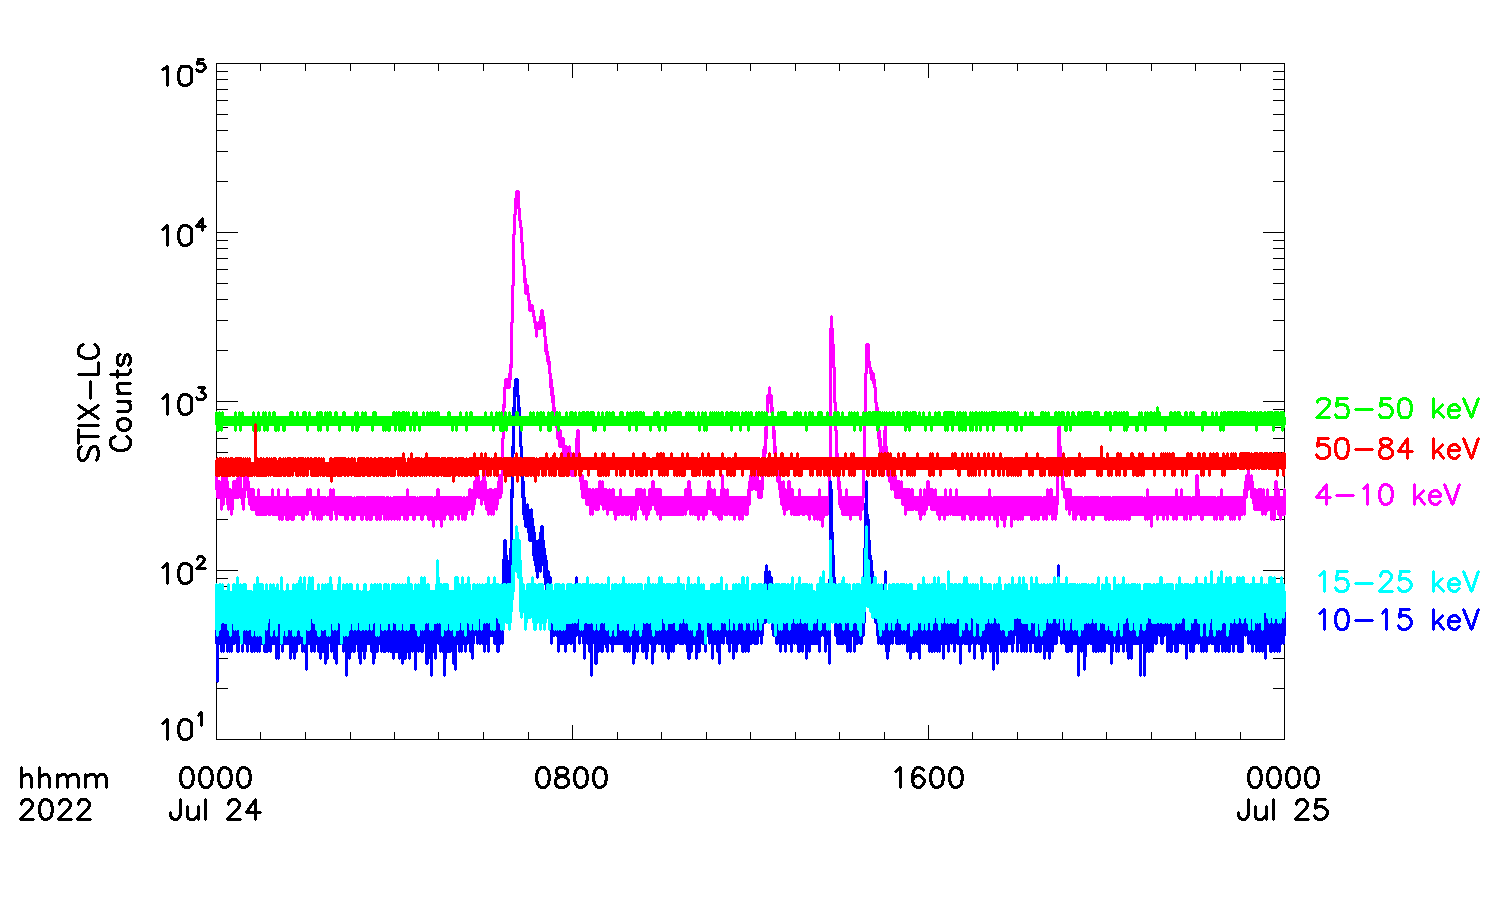 10⁵
10⁴
10³
10²
10¹
STIX-LC
Counts
25-50 keV
50-84 keV
4-10 keV
15-25 keV
10-15 keV
hhmm 0000 0800 1600 0000
2022 Jul 24 Jul 25